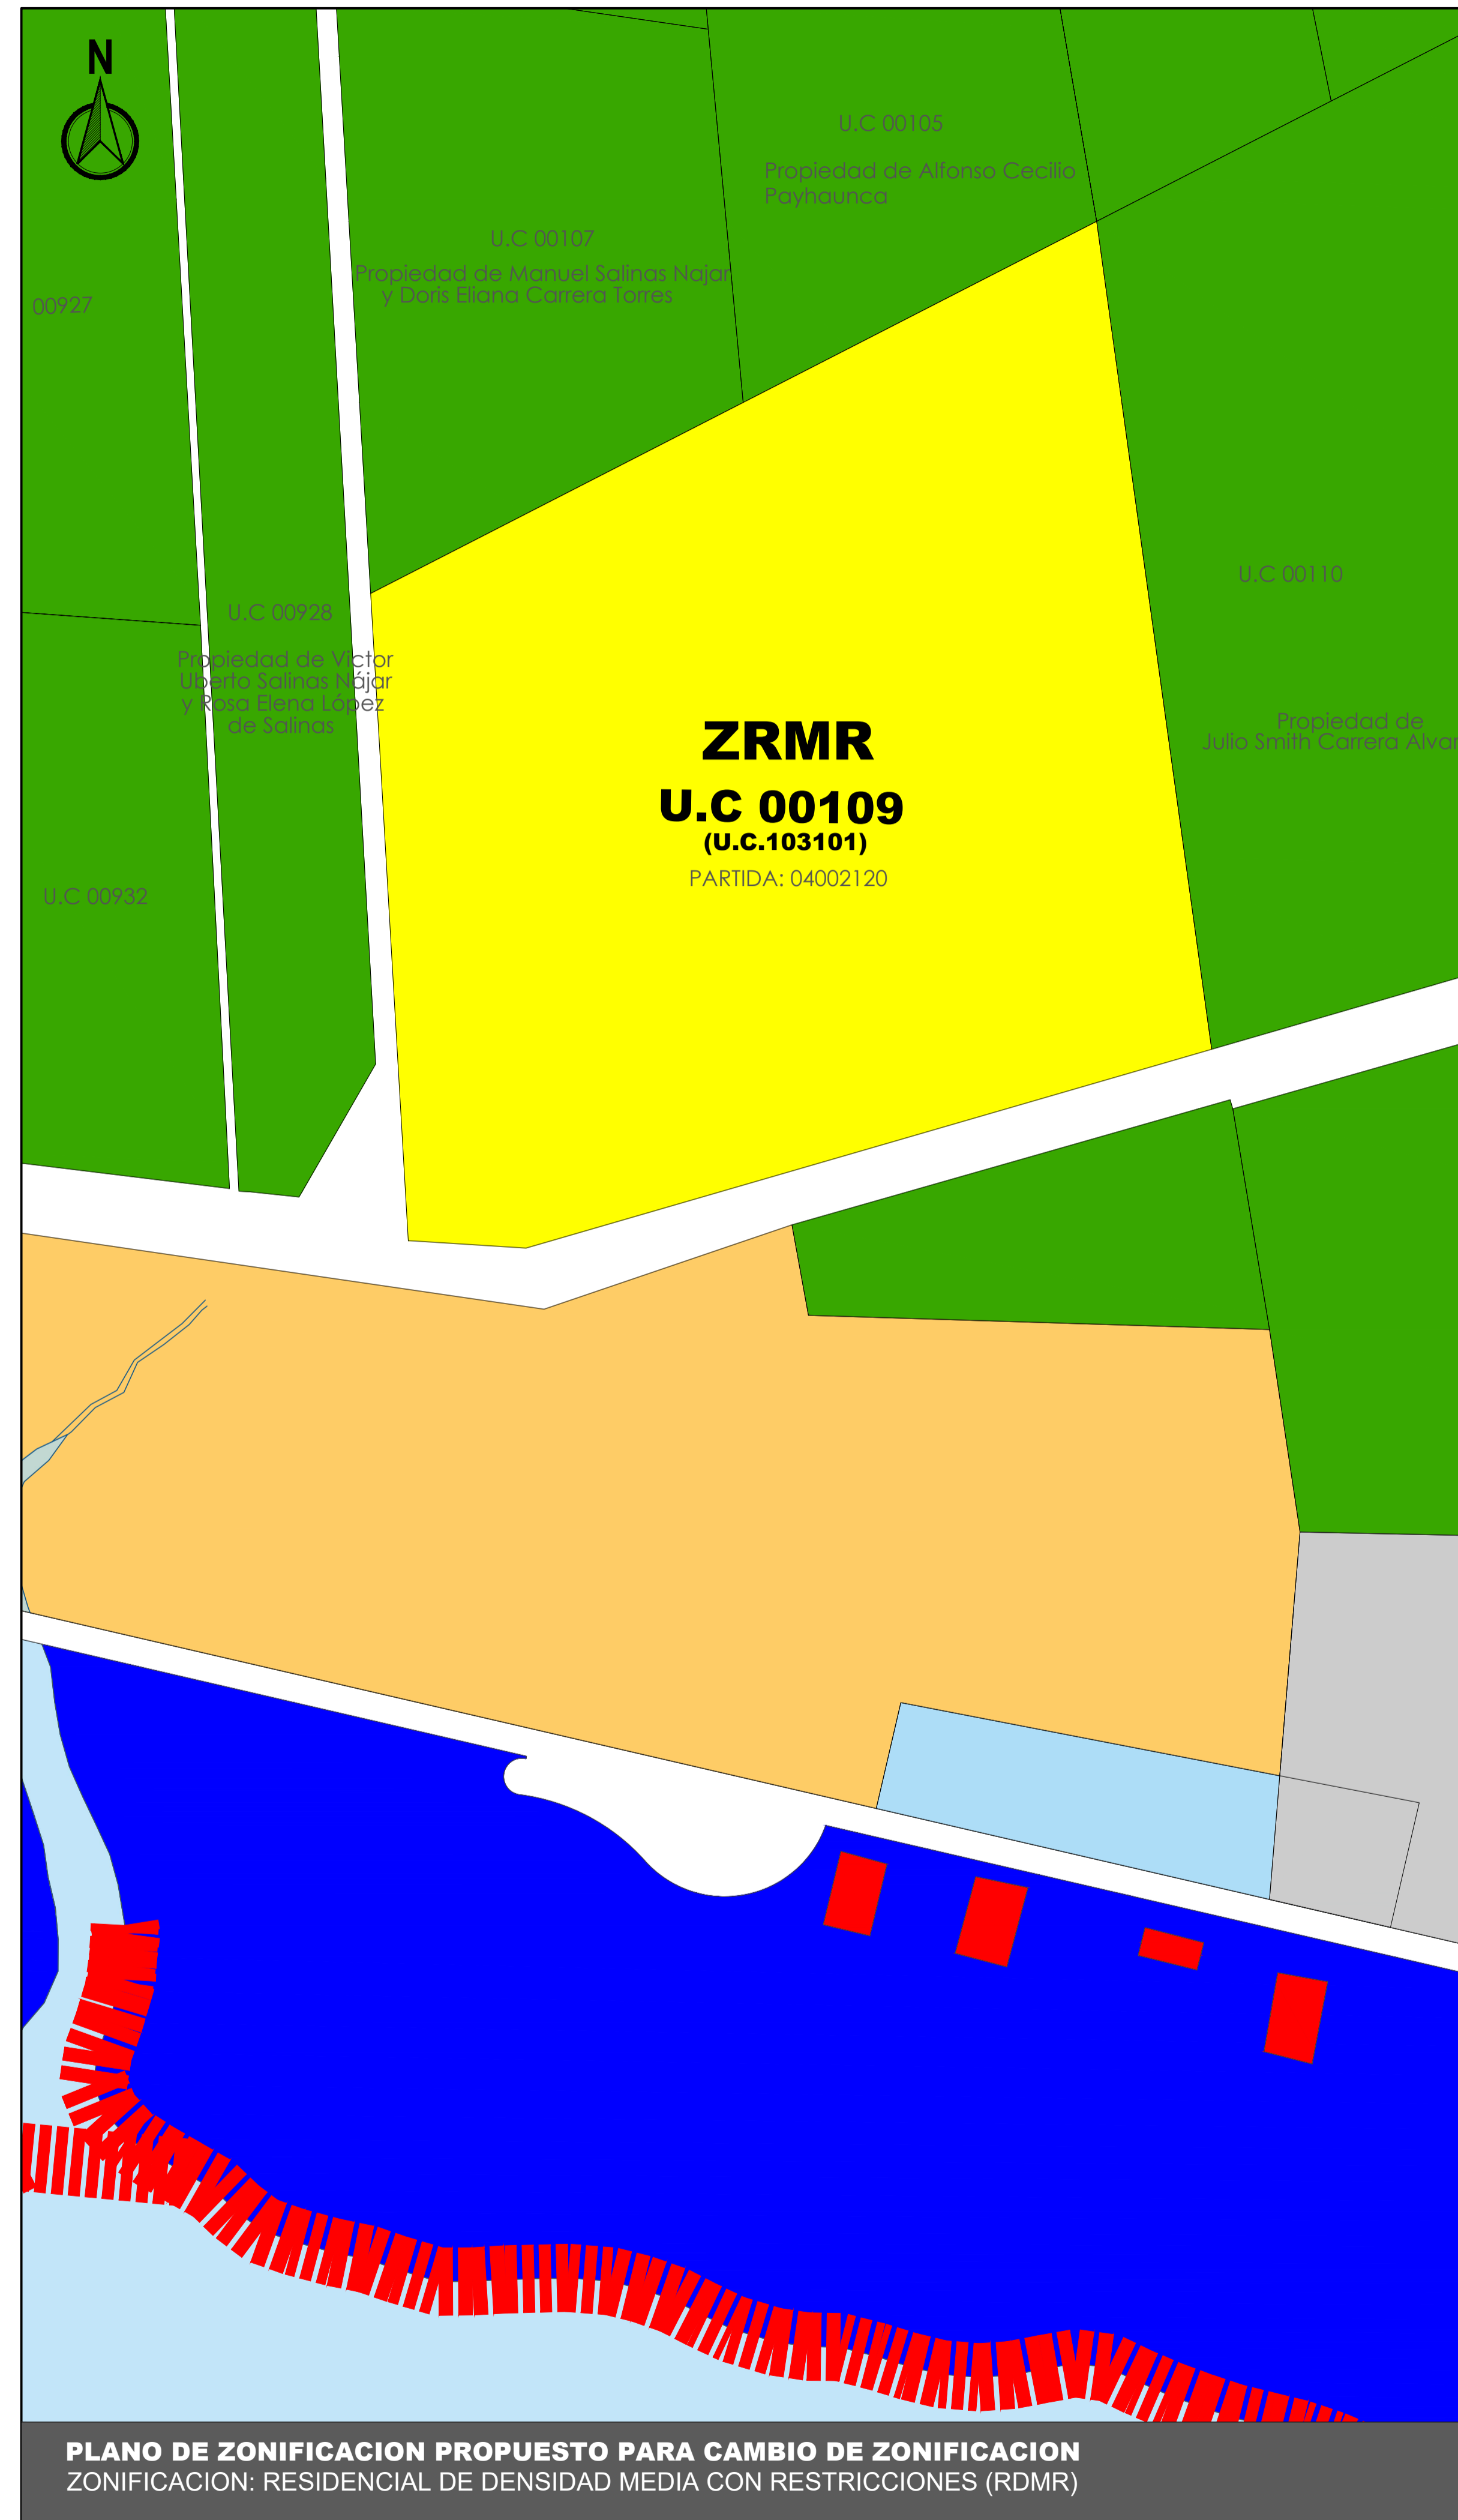 N
U.C 00105
Propiedad de Alfonso Cecilio
Payhaunca
U.C 00107
Propiedad de Manuel Salinas Najar
y Doris Eliana Carrera Torres
00927
U.C 00110
U.C 00928
Propiedad de Victor
Uberto Salinas Nájar
y Rosa Elena López
de Salinas
Propiedad de
Julio Smith Carrera
ZRMR
U.C 00109
(U.C.103101)
PARTIDA: 04002120
U.C 00932
PLANO DE ZONIFICACION PROPUESTO PARA CAMBIO DE ZONIFICACION
ZONIFICACION: RESIDENCIAL DE DENSIDAD MEDIA CON RESTRICCIONES (RDMR)